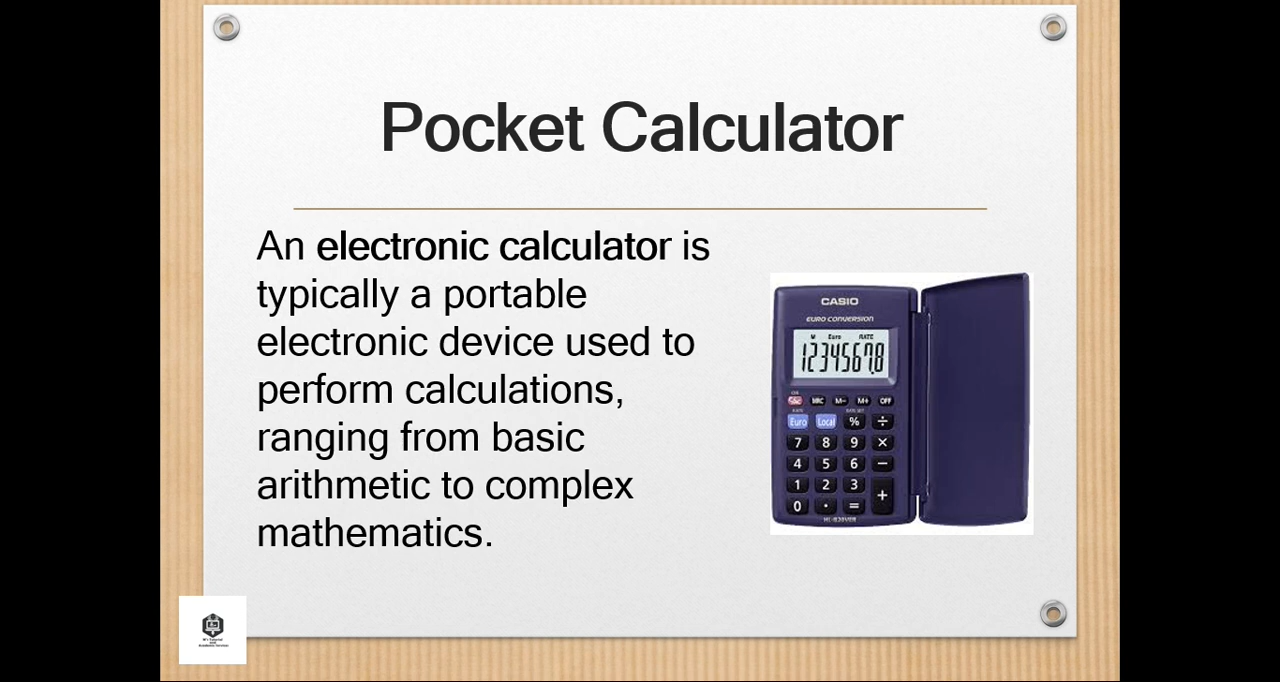 Pocket Calculator
An electronic calculator is
typically a portable
electronic device used to
perform calculations,
ranging from basic
arithmetic to complex
mathematics.
CASIO
EURO CONVERSION
M Euro RATE
1234567.8
MRC M− M+ OFF
Euro Local % ÷
7 8 9 ×
4 5 6 −
1 2 3 +
0 · =